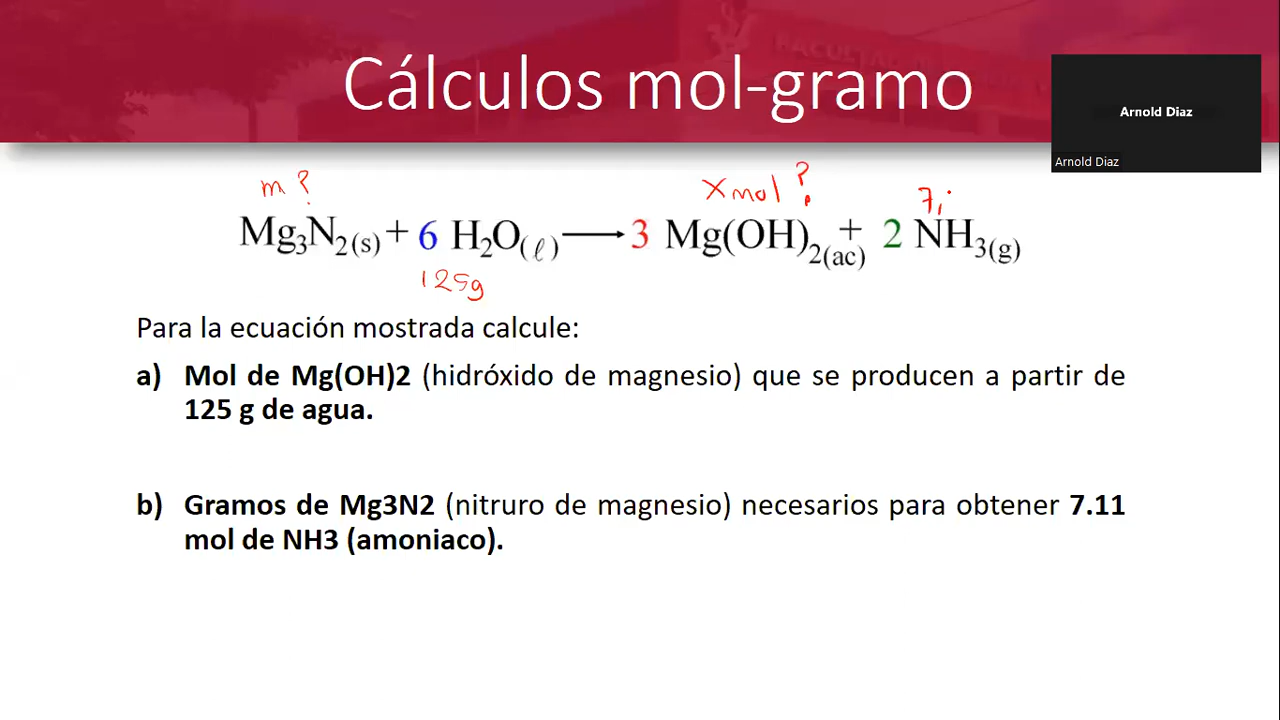 Cálculos mol-gramo
Arnold Diaz
Arnold Diaz
m ? X mol ? 7,
Mg3N2(s) + 6 H2O(ℓ) ⟶ 3 Mg(OH)2(ac) + 2 NH3(g)
125g
Para la ecuación mostrada calcule:
a) Mol de Mg(OH)2 (hidróxido de magnesio) que se producen a partir de
125 g de agua.
b) Gramos de Mg3N2 (nitruro de magnesio) necesarios para obtener 7.11
mol de NH3 (amoniaco).